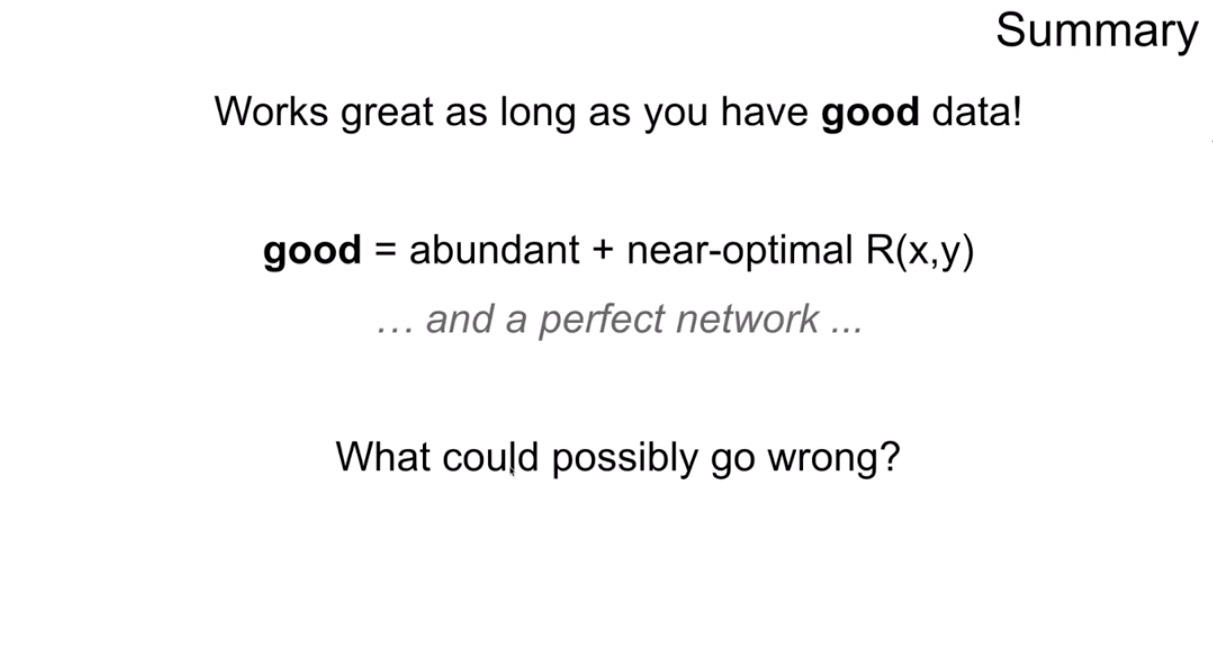 Summary
Works great as long as you have good data!
good = abundant + near-optimal R(x,y)
... and a perfect network ...
What could possibly go wrong?